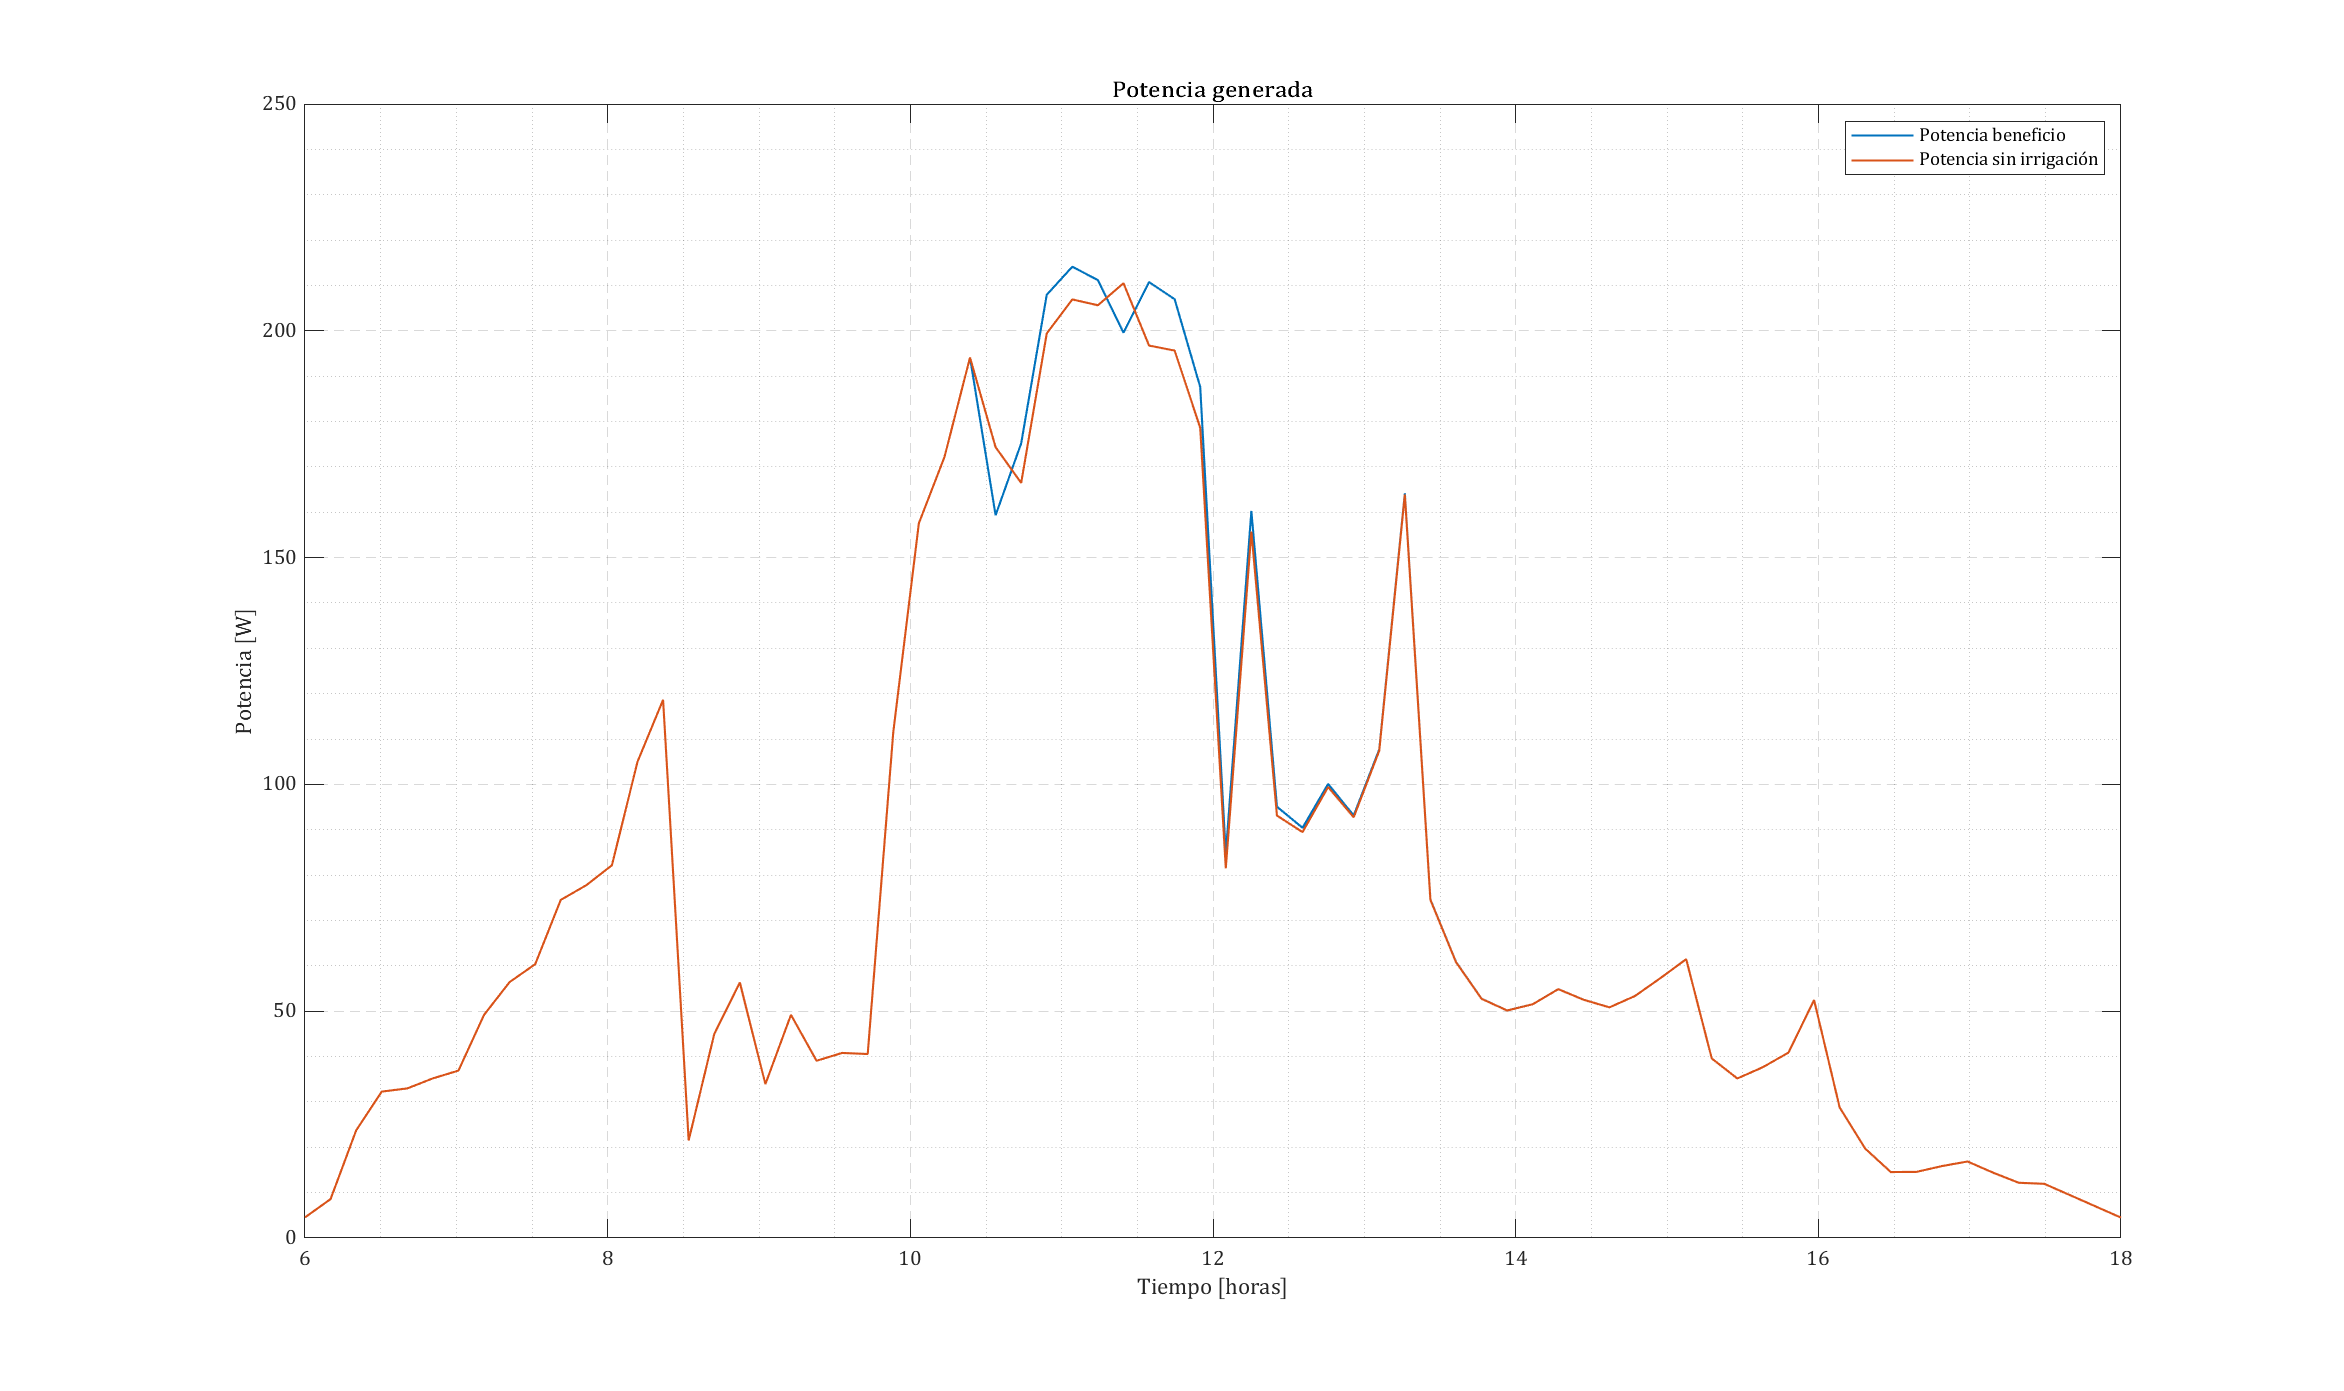 Potencia generada
250
200
150
100
50
0
Potencia [W]
Potencia beneficio
Potencia sin irrigación
6 8 10 12 14 16 18
Tiempo [horas]